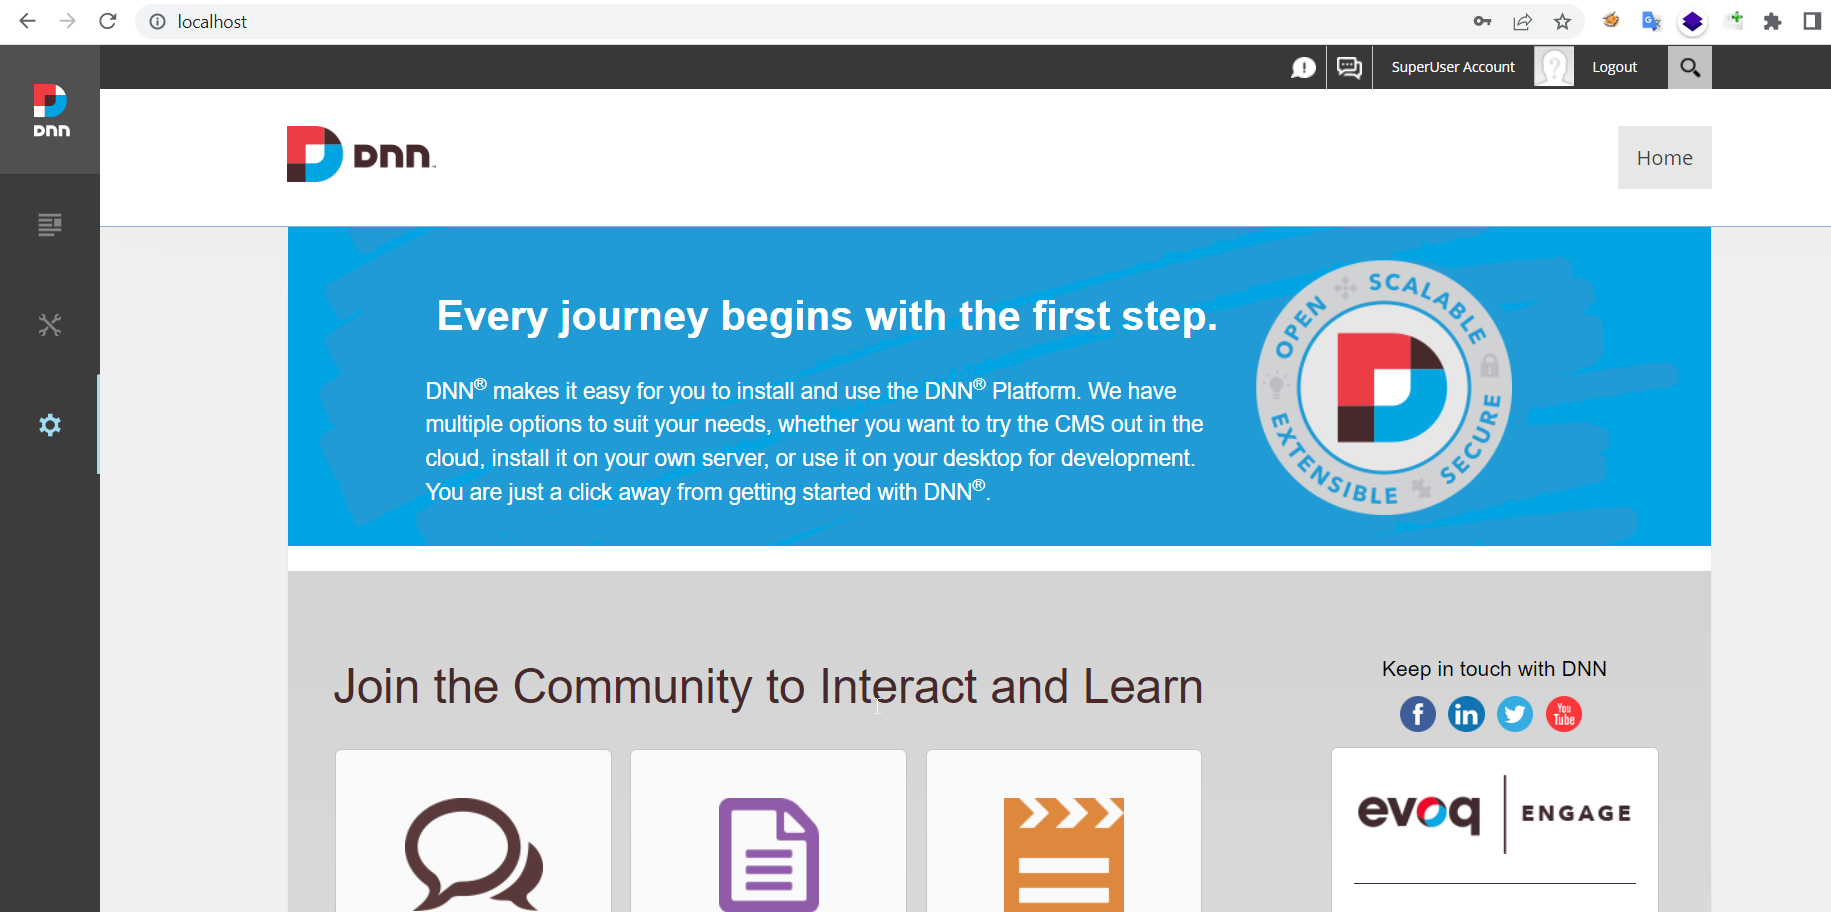 localhost
SuperUser Account
Logout
DNN
DNN
Home
Every journey begins with the first step.
DNN® makes it easy for you to install and use the DNN® Platform. We have
multiple options to suit your needs, whether you want to try the CMS out in the
cloud, install it on your own server, or use it on your desktop for development.
You are just a click away from getting started with DNN®.
OPEN
SCALABLE
SECURE
EXTENSIBLE
Join the Community to Interact and Learn
Keep in touch with DNN
f
in
You
Tube
evoq
ENGAGE